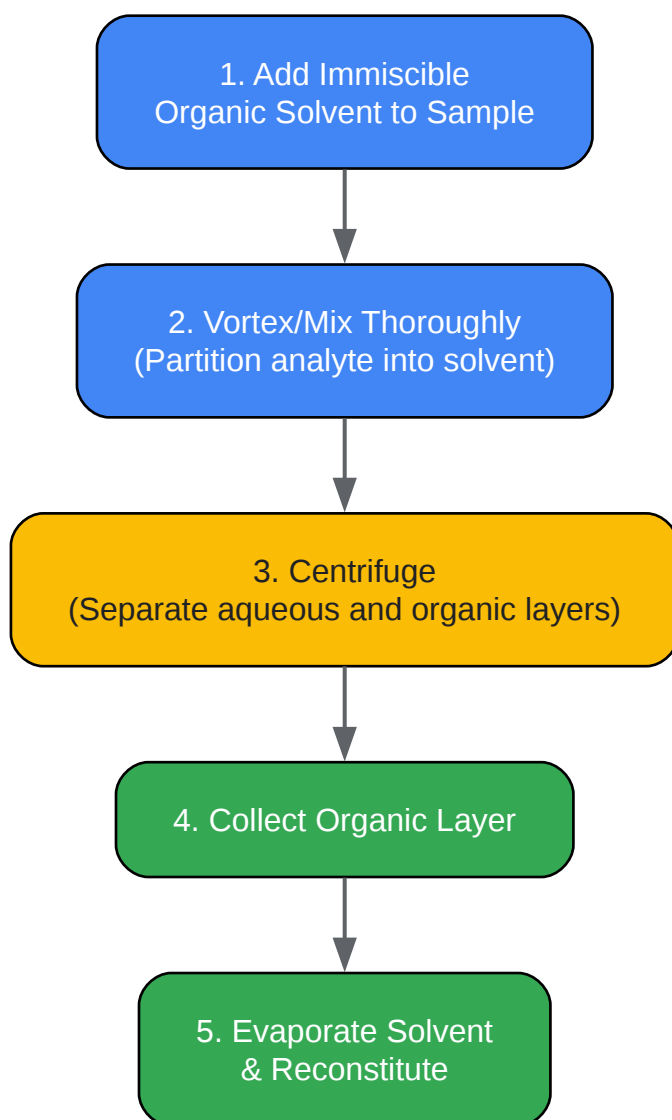 1. Add Immiscible
Organic Solvent to Sample
2. Vortex/Mix Thoroughly
(Partition analyte into solvent)
3. Centrifuge
(Separate aqueous and organic layers)
4. Collect Organic Layer
5. Evaporate Solvent
& Reconstitute